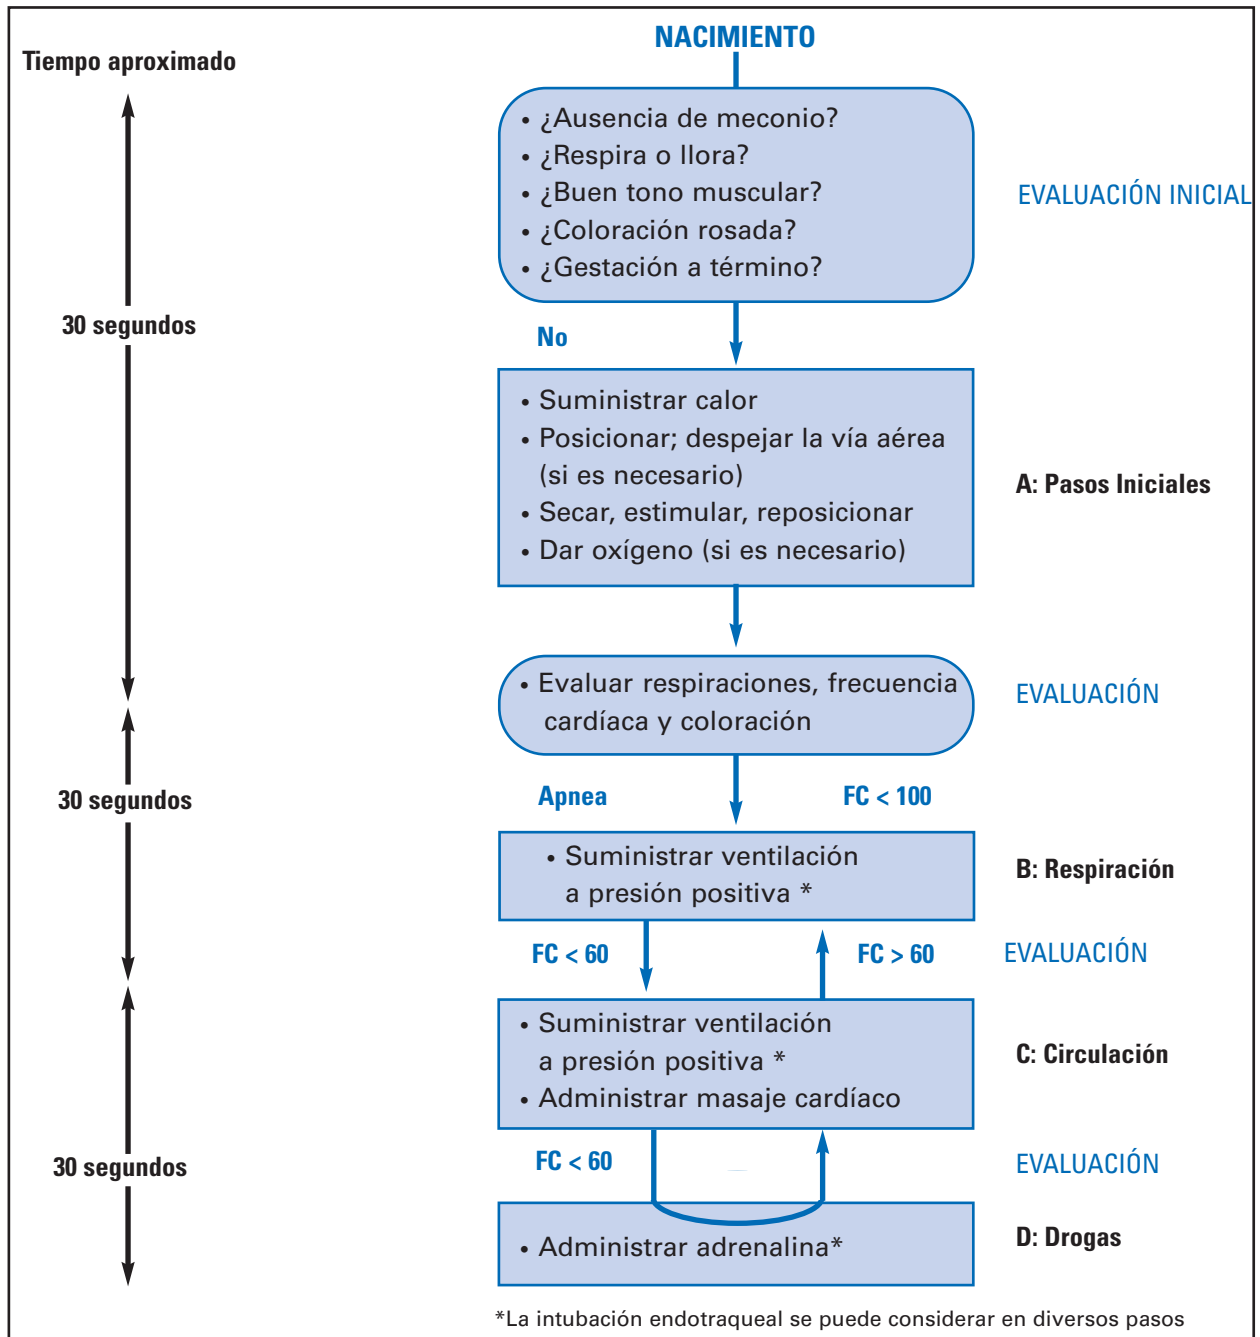 NACIMIENTO
Tiempo aproximado
• ¿Ausencia de meconio?
• ¿Respira o llora?
• ¿Buen tono muscular?
• ¿Coloración rosada?
• ¿Gestación a término?
EVALUACIÓN INICIAL
30 segundos
No
• Suministrar calor
• Posicionar; despejar la vía aérea
(si es necesario)
• Secar, estimular, reposicionar
• Dar oxígeno (si es necesario)
A: Pasos Iniciales
• Evaluar respiraciones, frecuencia
cardíaca y coloración
EVALUACIÓN
30 segundos
Apnea
FC < 100
• Suministrar ventilación
a presión positiva *
B: Respiración
FC < 60
FC > 60
EVALUACIÓN
• Suministrar ventilación
a presión positiva *
• Administrar masaje cardíaco
C: Circulación
30 segundos
FC < 60
EVALUACIÓN
• Administrar adrenalina*
D: Drogas
*La intubación endotraqueal se puede considerar en diversos pasos